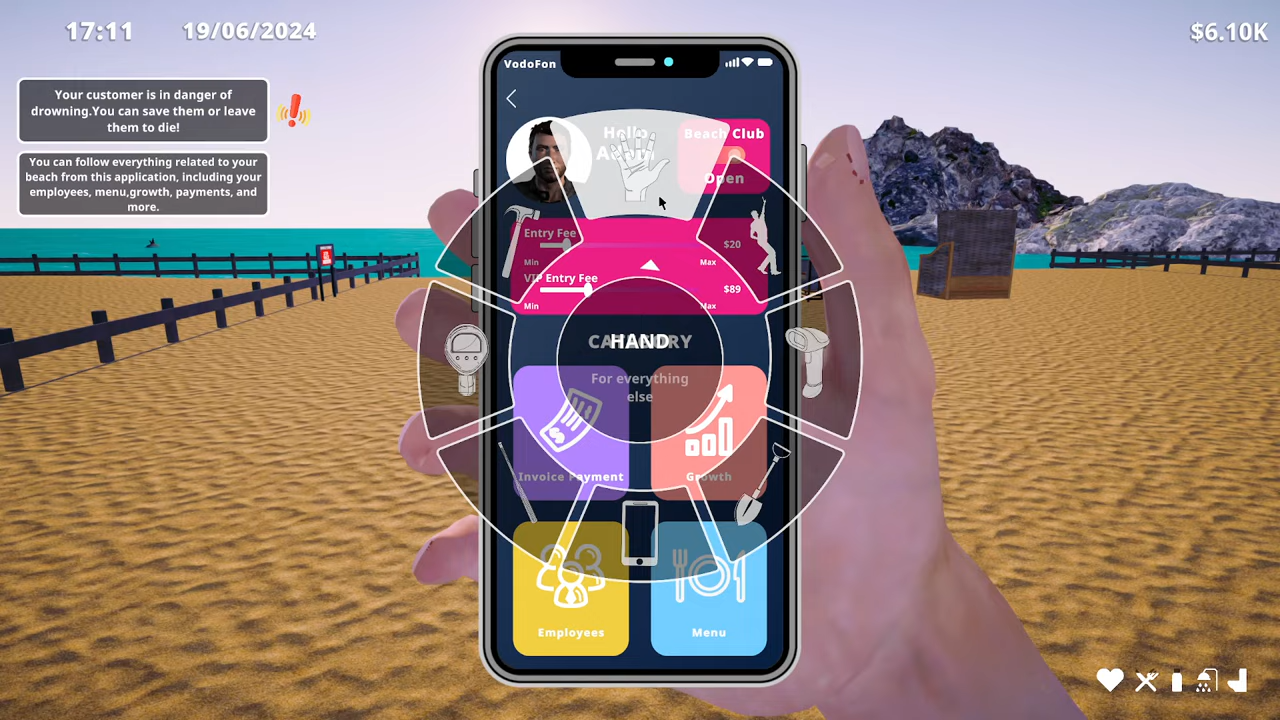 17:11 19/06/2024
$6.10K
Your customer is in danger of
drowning.You can save them or leave
them to die!
You can follow everything related to your
beach from this application, including your
employees, menu,growth, payments, and
more.
VodoFon
Hello
Beach Club
Open
Entry Fee
$20
Min Max
VIP Entry Fee
$89
Min Max
CATEGORY
HAND
For everything
else
Invoice Payment
Growth
Employees
Menu